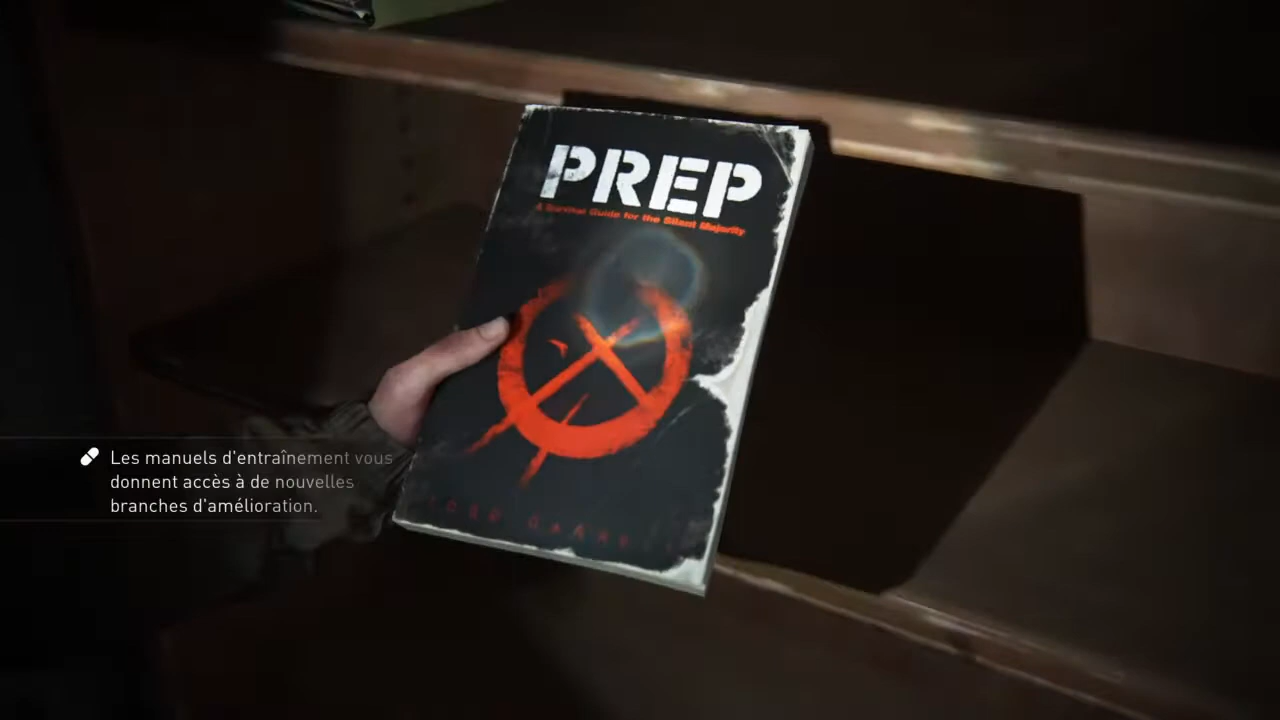 PREP
A Survival Guide for the Silent Majority
Les manuels d'entraînement vous
donnent accès à de nouvelles
branches d'amélioration.